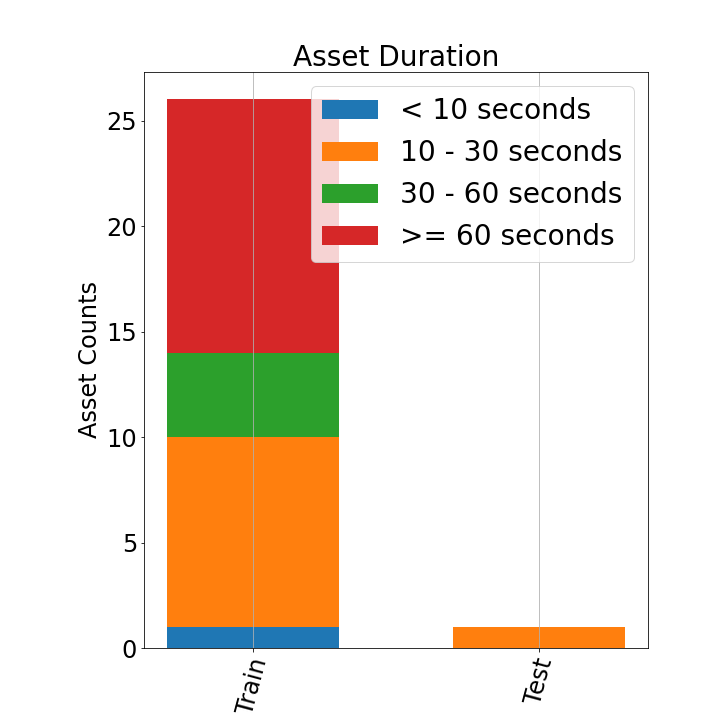 Asset Duration
< 10 seconds
10 - 30 seconds
30 - 60 seconds
>= 60 seconds
Asset Counts
25
20
15
10
5
0
Train
Test